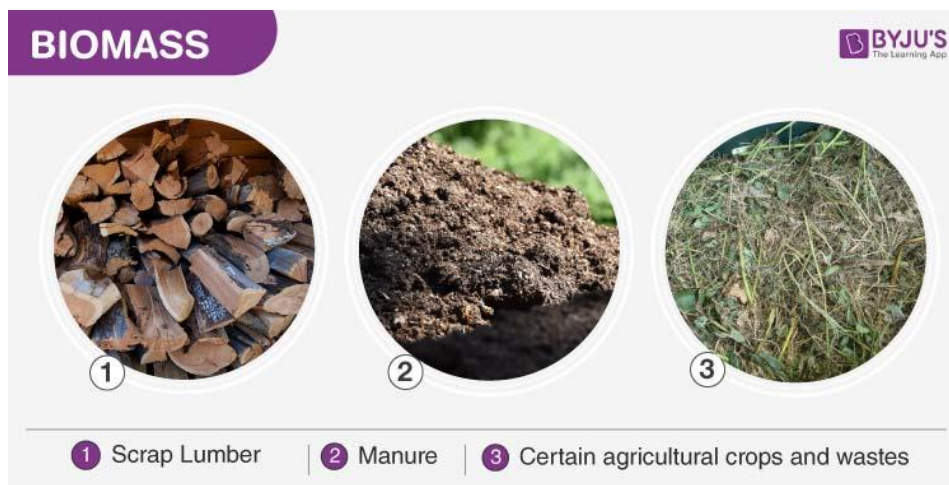 BIOMASS
BYJU'S
The Learning App
1
2
3
1 Scrap Lumber
2 Manure
3 Certain agricultural crops and wastes